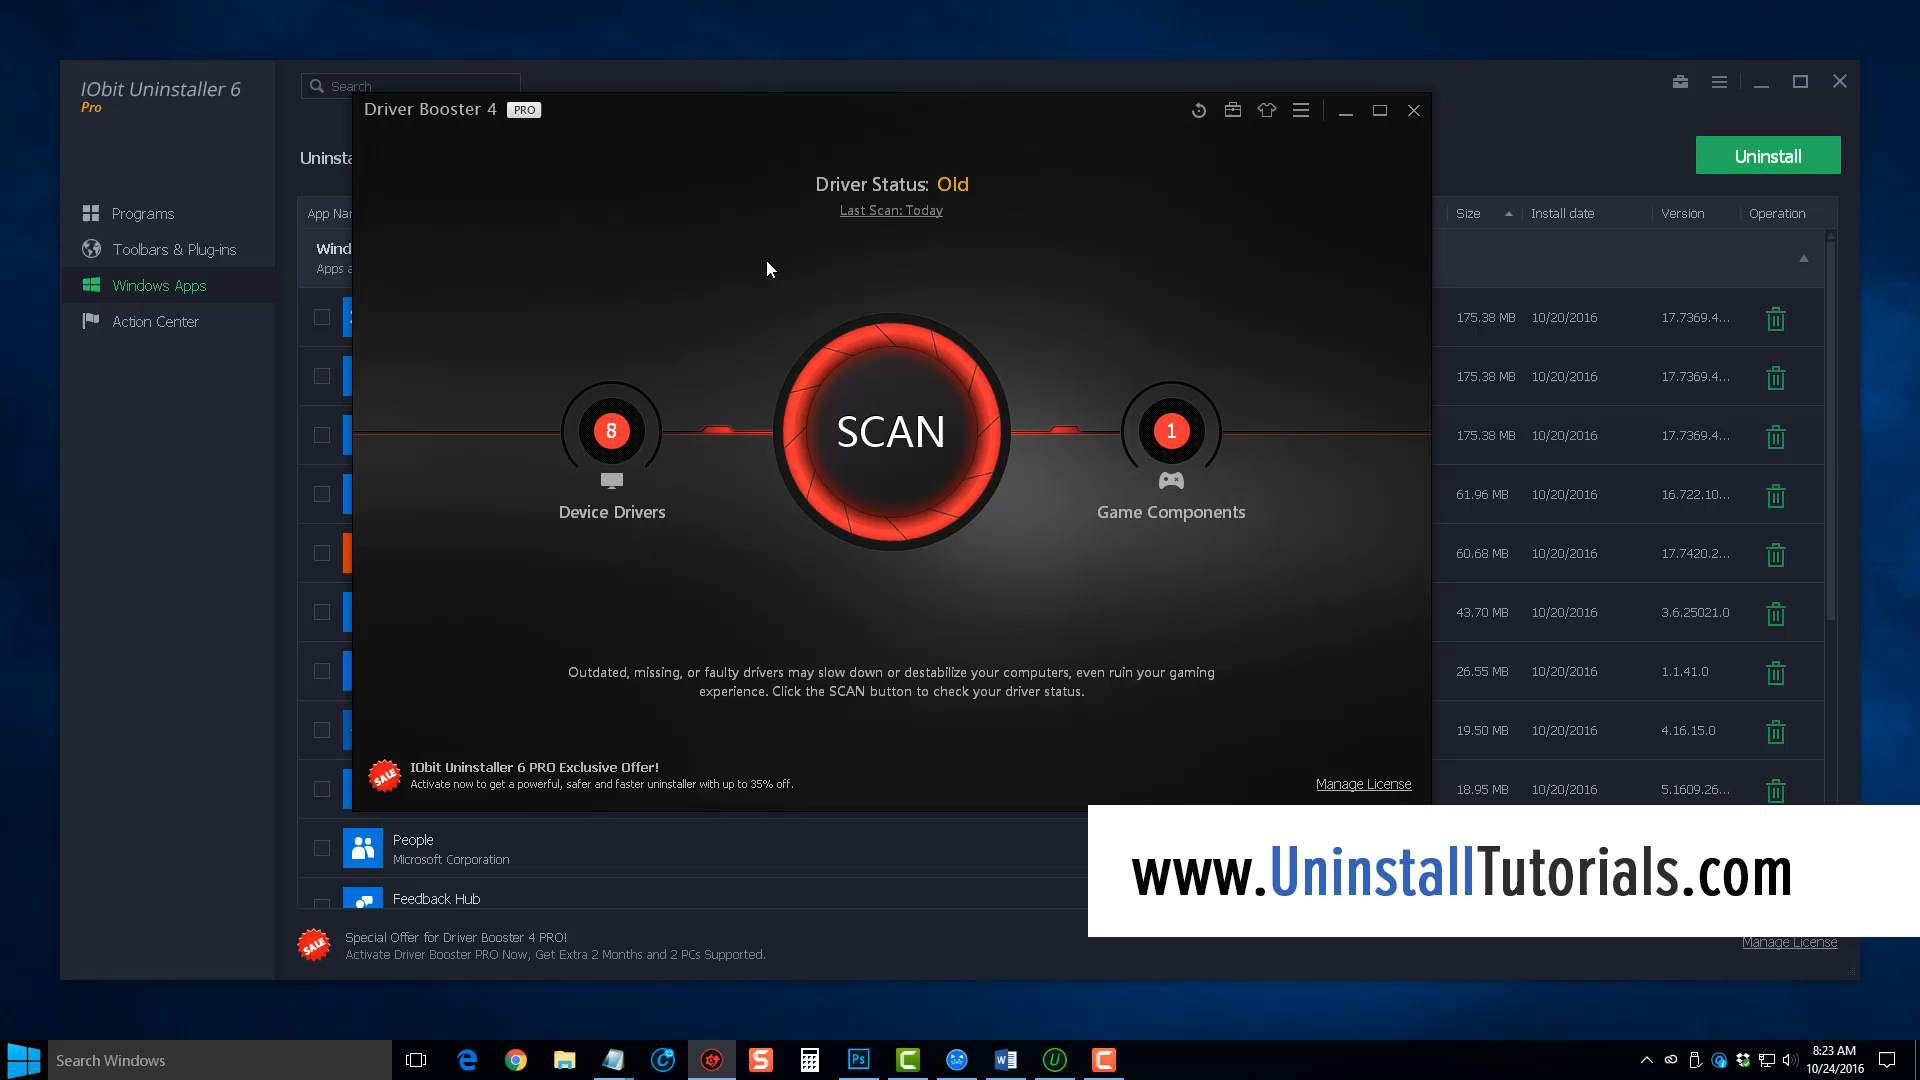 IObit Uninstaller 6
Pro
Search
Programs
Toolbars & Plug-ins
Windows Apps
Action Center
Uninsta
Uninstall
App Nar
Size
Install date
Version
Operation
Wind
Apps a
Driver Booster 4 PRO
Driver Status: Old
Last Scan: Today
8
SCAN
1
Device Drivers
Game Components
Outdated, missing, or faulty drivers may slow down or destabilize your computers, even ruin your gaming
experience. Click the SCAN button to check your driver status.
SALE
IObit Uninstaller 6 PRO Exclusive Offer!
Activate now to get a powerful, safer and faster uninstaller with up to 35% off.
Manage License
175.38 MB 10/20/2016 17.7369.4...
175.38 MB 10/20/2016 17.7369.4...
175.38 MB 10/20/2016 17.7369.4...
61.96 MB 10/20/2016 16.722.10...
60.68 MB 10/20/2016 17.7420.2...
43.70 MB 10/20/2016 3.6.25021.0
26.55 MB 10/20/2016 1.1.41.0
19.50 MB 10/20/2016 4.16.15.0
18.95 MB 10/20/2016 5.1609.26...
People
Microsoft Corporation
Feedback Hub
www.UninstallTutorials.com
SALE
Special Offer for Driver Booster 4 PRO!
Activate Driver Booster PRO Now, Get Extra 2 Months and 2 PCs Supported.
Manage License
Search Windows
Ps
8:23 AM
10/24/2016